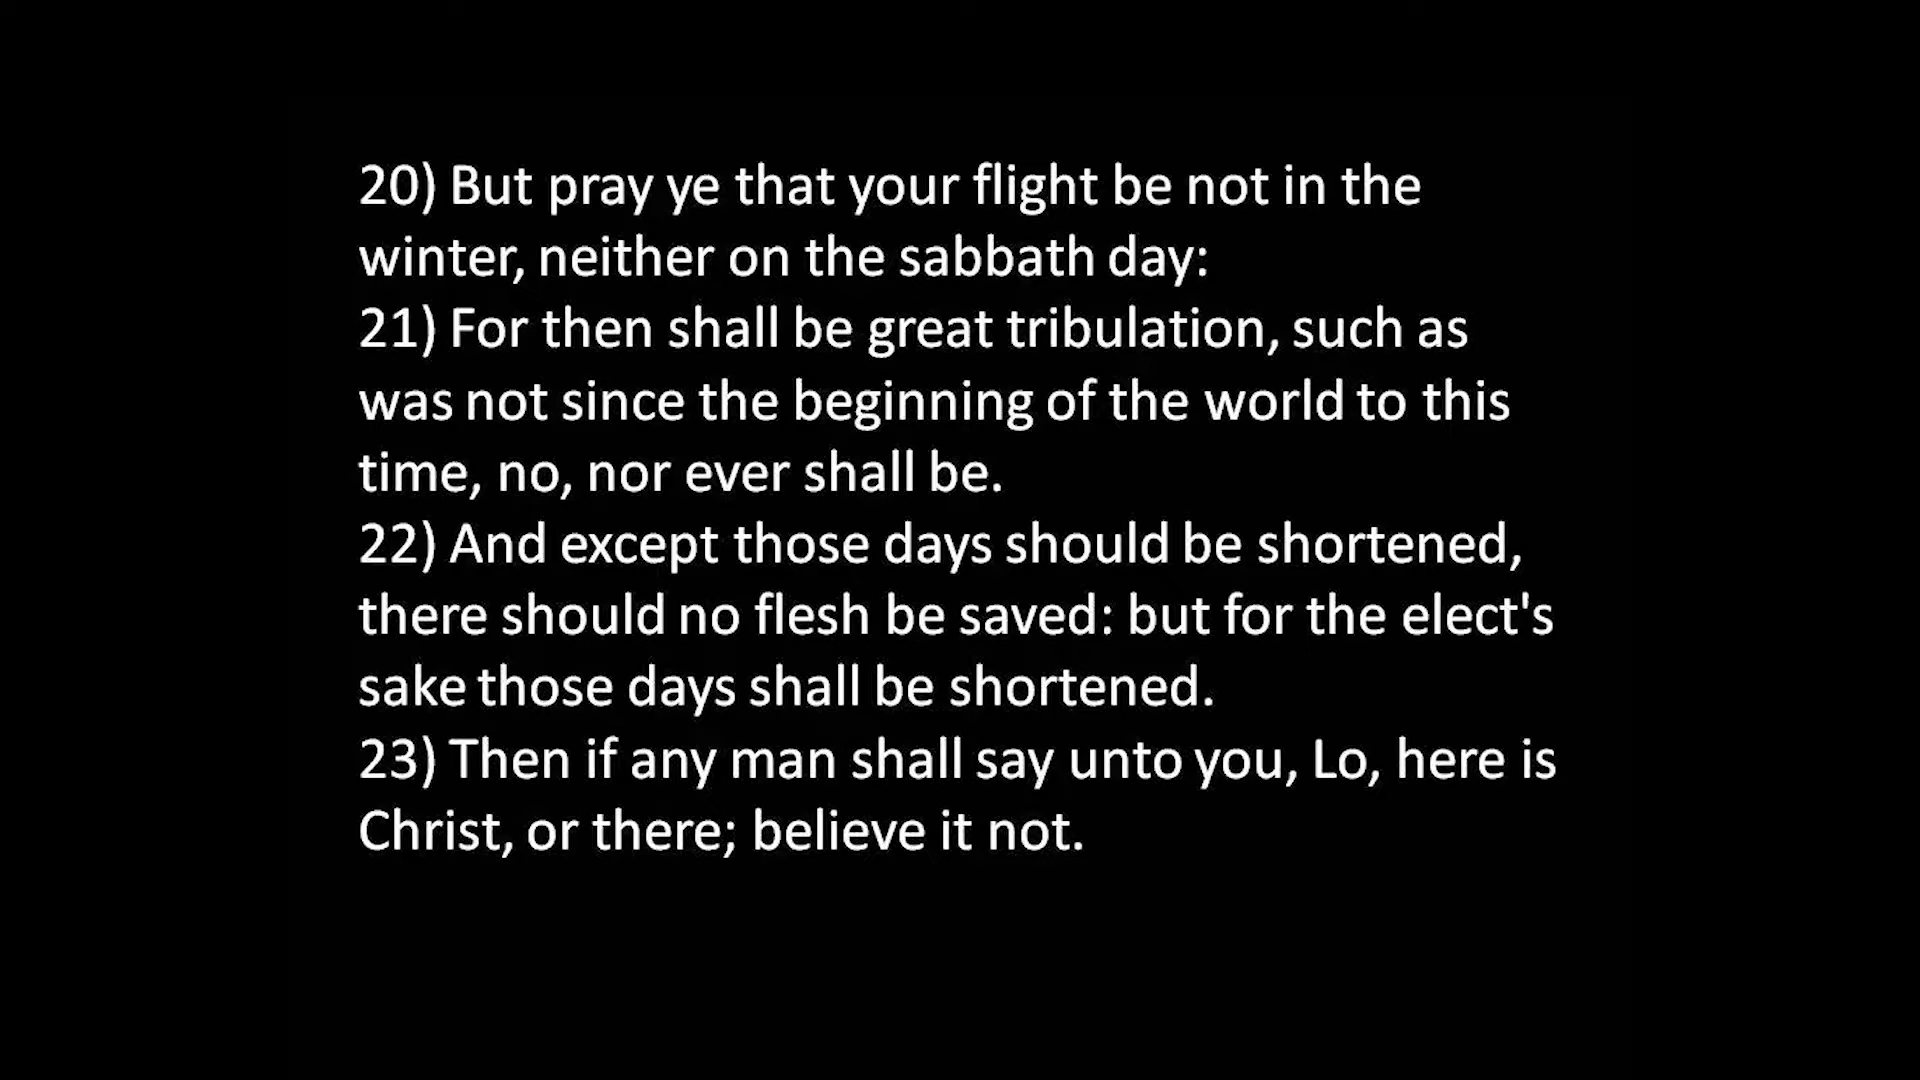 20) But pray ye that your flight be not in the
winter, neither on the sabbath day:
21) For then shall be great tribulation, such as
was not since the beginning of the world to this
time, no, nor ever shall be.
22) And except those days should be shortened,
there should no flesh be saved: but for the elect's
sake those days shall be shortened.
23) Then if any man shall say unto you, Lo, here is
Christ, or there; believe it not.